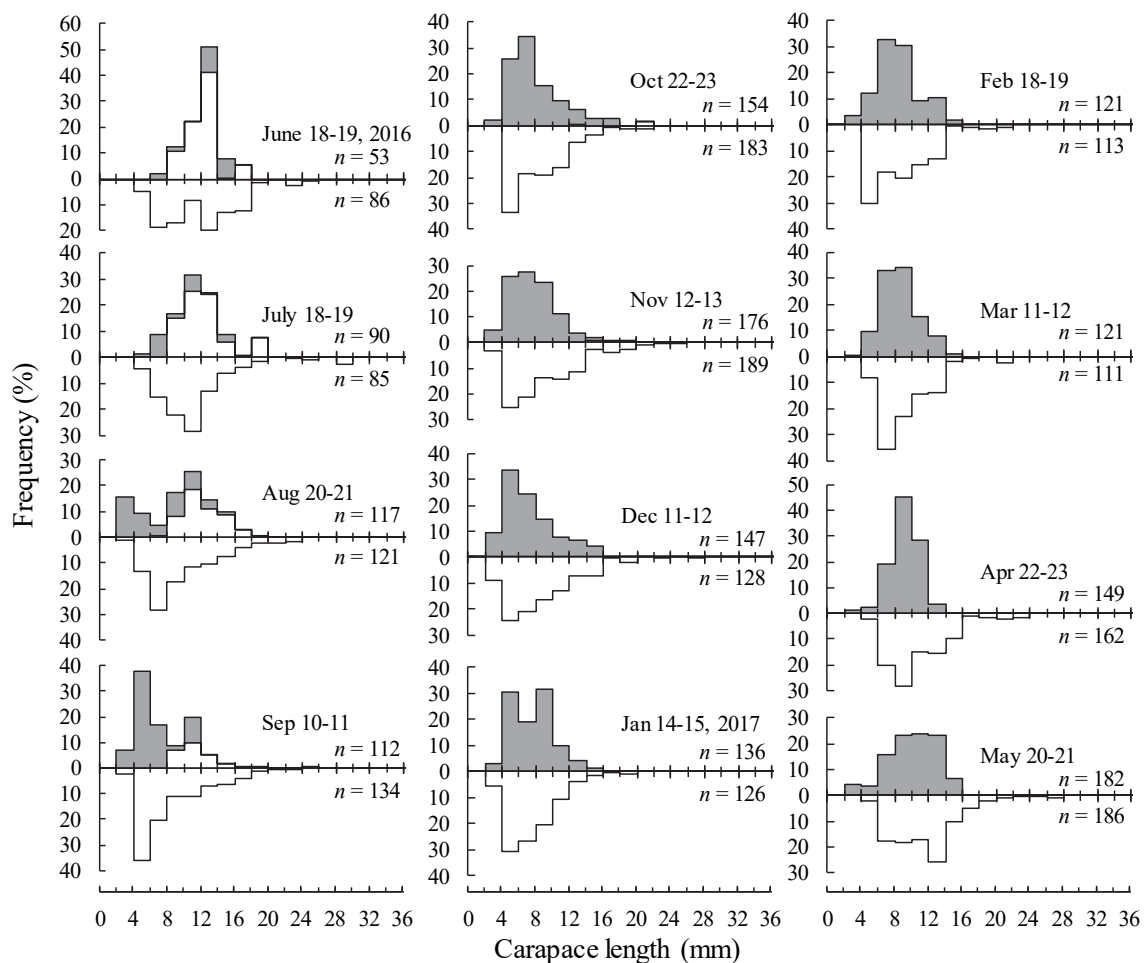 Frequency (%)
60
50
40
30
20
10
0
10
20
June 18-19, 2016
n = 53
n = 86
40
30
20
10
0
10
20
30
July 18-19
n = 90
n = 85
30
20
10
0
10
20
30
40
Aug 20-21
n = 117
n = 121
40
30
20
10
0
10
20
30
40
Sep 10-11
n = 112
n = 134
0 4 8 12 16 20 24 28 32 36
40
30
20
10
0
10
20
30
40
Oct 22-23
n = 154
n = 183
40
30
20
10
0
10
20
30
40
Nov 12-13
n = 176
n = 189
40
30
20
10
0
10
20
30
40
Dec 11-12
n = 147
n = 128
40
30
20
10
0
10
20
30
40
Jan 14-15, 2017
n = 136
n = 126
0 4 8 12 16 20 24 28 32 36
40
30
20
10
0
10
20
30
40
Feb 18-19
n = 121
n = 113
40
30
20
10
0
10
20
30
40
Mar 11-12
n = 121
n = 111
50
40
30
20
10
0
10
20
30
Apr 22-23
n = 149
n = 162
30
20
10
0
10
20
30
May 20-21
n = 182
n = 186
0 4 8 12 16 20 24 28 32 36
Carapace length (mm)